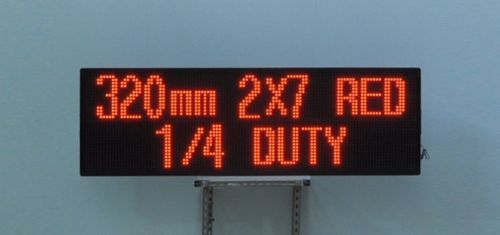 320mm 2X7 RED
1/4 DUTY